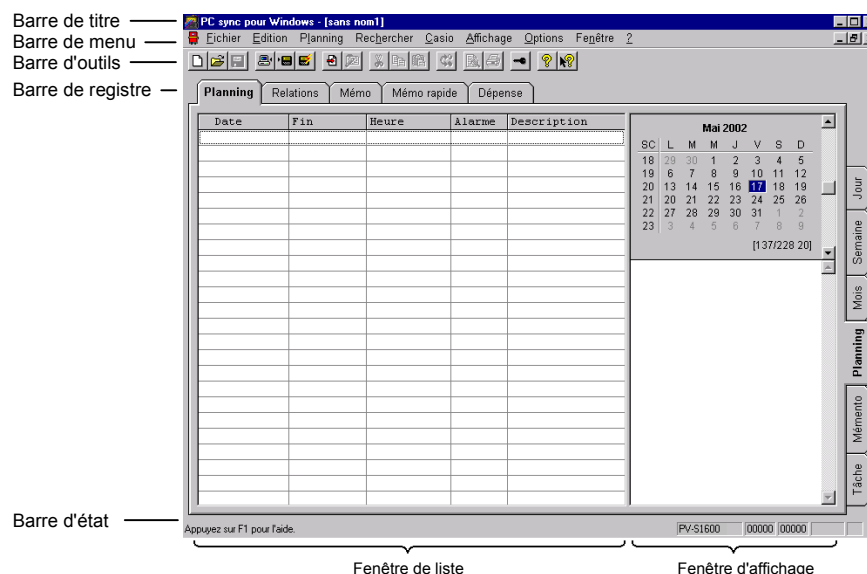 Barre de titre
PC sync pour Windows - [sans nom1]
Barre de menu
Fichier Edition Planning Rechercher Casio Affichage Options Fenêtre ?
Barre d'outils
Barre de registre
Planning Relations Mémo Mémo rapide Dépense
Date Fin Heure Alarme Description
Mai 2002
SC L M M J V S D
18 29 30 1 2 3 4 5
19 6 7 8 9 10 11 12
20 13 14 15 16 17 18 19
21 20 21 22 23 24 25 26
22 27 28 29 30 31 1 2
23 3 4 5 6 7 8 9
[137/228 20]
Jour
Semaine
Mois
Planning
Mémento
Tâche
Barre d'état
Appuyez sur F1 pour l'aide.
PV-S1600 00000 00000
Fenêtre de liste
Fenêtre d'affichage